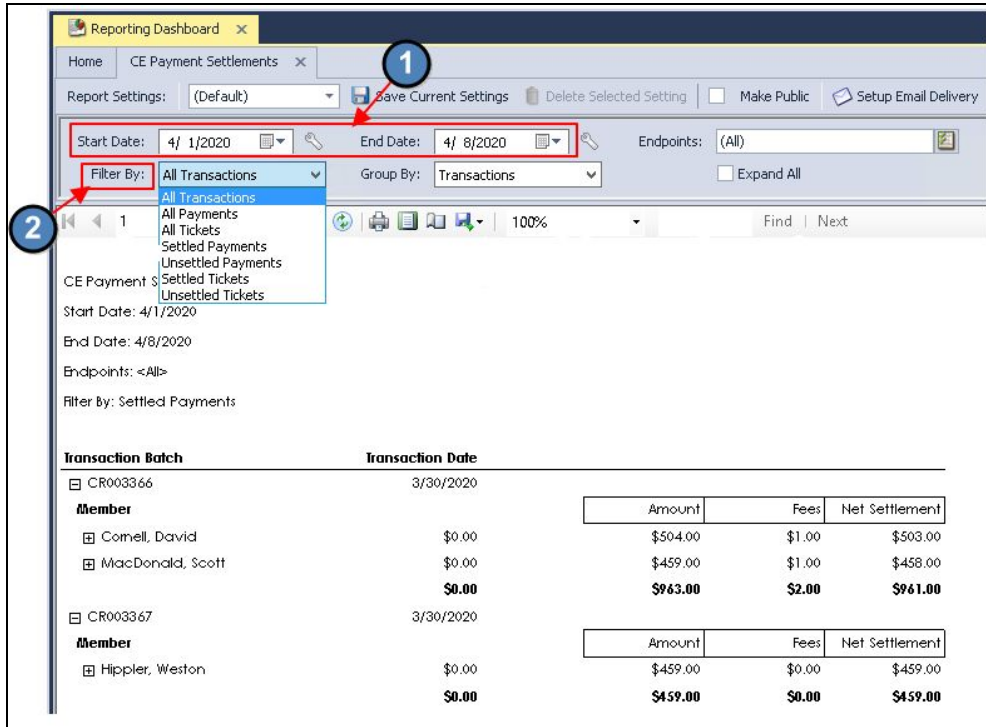 Reporting Dashboard
Home CE Payment Settlements
1
Report Settings: (Default) Save Current Settings Delete Selected Setting Make Public Setup Email Delivery
Start Date: 4/ 1/2020 End Date: 4/ 8/2020 Endpoints: (All)
Filter By: All Transactions Group By: Transactions Expand All
2
All Transactions
All Payments
All Tickets
Settled Payments
Unsettled Payments
Settled Tickets
Unsettled Tickets
1 100% Find | Next
CE Payment S
Start Date: 4/1/2020
End Date: 4/8/2020
Endpoints: <All>
Filter By: Settled Payments
Transaction Batch Transaction Date
CR003366 3/30/2020
Member Amount Fees Net Settlement
Cornell, David $0.00 $504.00 $1.00 $503.00
MacDonald, Scott $0.00 $459.00 $1.00 $458.00
$0.00 $963.00 $2.00 $961.00
CR003367 3/30/2020
Member Amount Fees Net Settlement
Hippler, Weston $0.00 $459.00 $0.00 $459.00
$0.00 $459.00 $0.00 $459.00